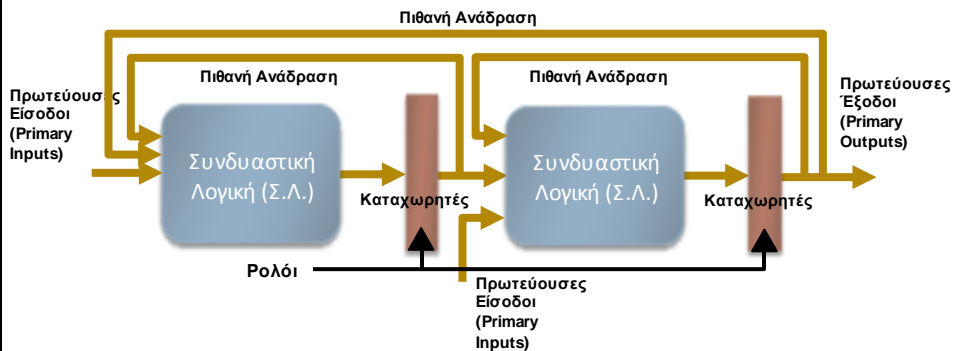 Πιθανή Ανάδραση
Πιθανή Ανάδραση
Πιθανή Ανάδραση
Πρωτεύουσες
Είσοδοι
(Primary
Inputs)
Πρωτεύουσες
Έξοδοι
(Primary
Outputs)
Συνδυαστική
Λογική (Σ.Λ.)
Καταχωρητές
Συνδυαστική
Λογική (Σ.Λ.)
Καταχωρητές
Ρολόι
Πρωτεύουσες
Είσοδοι
(Primary
Inputs)